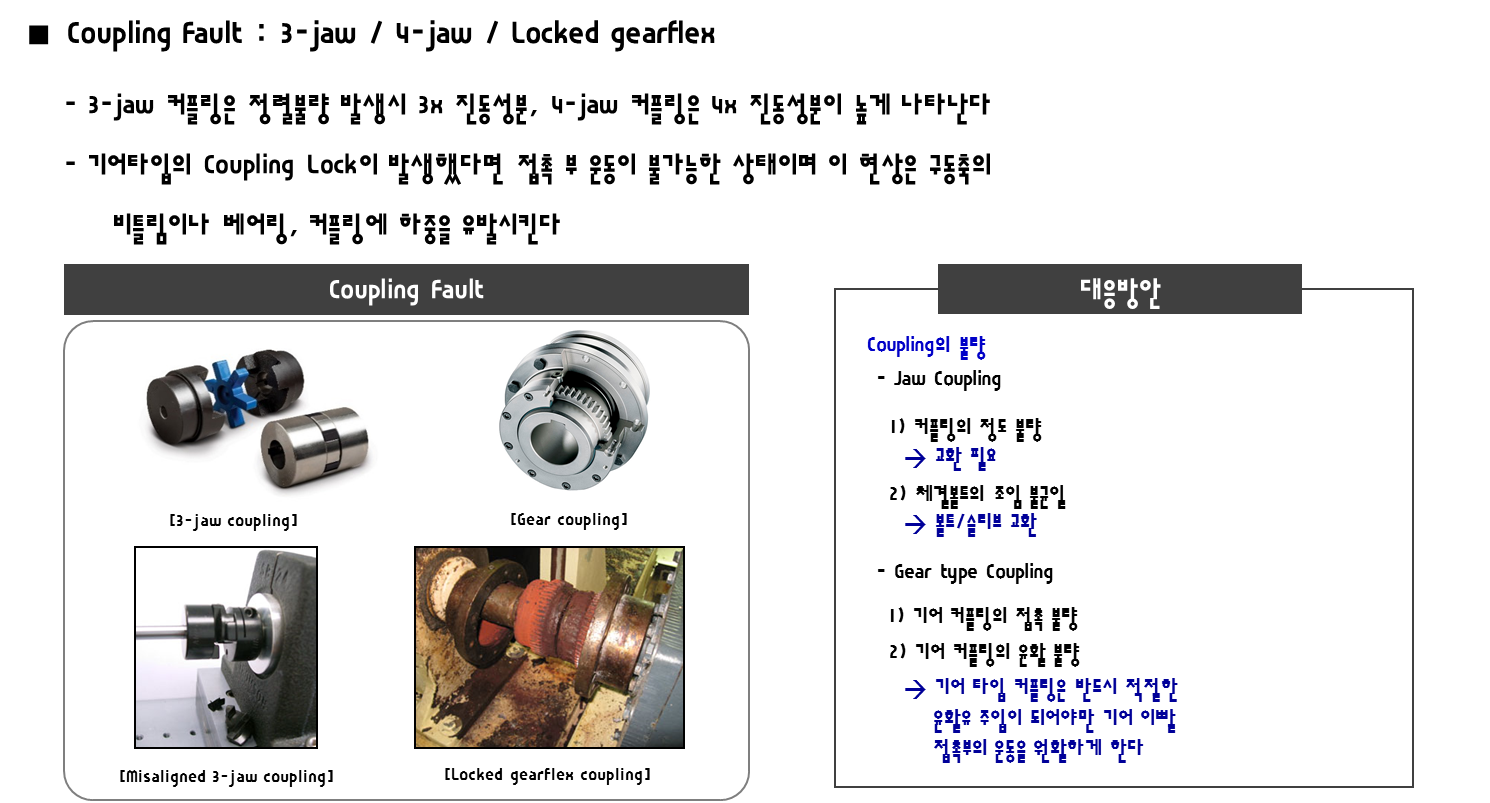 ■ Coupling Fault : 3-jaw / 4-jaw / Locked gearflex
- 3-jaw 커플링은 정렬불량 발생시 3x 진동성분, 4-jaw 커플링은 4x 진동성분이 높게 나타난다
- 기어타입의 Coupling Lock이 발생했다면 접촉 부 운동이 불가능한 상태이며 이 현상은 구동축의
비틀림이나 베어링, 커플링에 하중을 유발시킨다
Coupling Fault
[3-jaw coupling]
[Gear coupling]
[Misaligned 3-jaw coupling]
[Locked gearflex coupling]
대응방안
Coupling의 불량
- Jaw Coupling
1) 커플링의 정도 불량
→ 교환 필요
2) 체결볼트의 조임 불균일
→ 볼트/슬리브 교환
- Gear type Coupling
1) 기어 커플링의 접촉 불량
2) 기어 커플링의 윤활 불량
→ 기어 타입 커플링은 반드시 적절한
윤활유 주입이 되어야만 기어 이빨
접촉부의 운동을 원활하게 한다